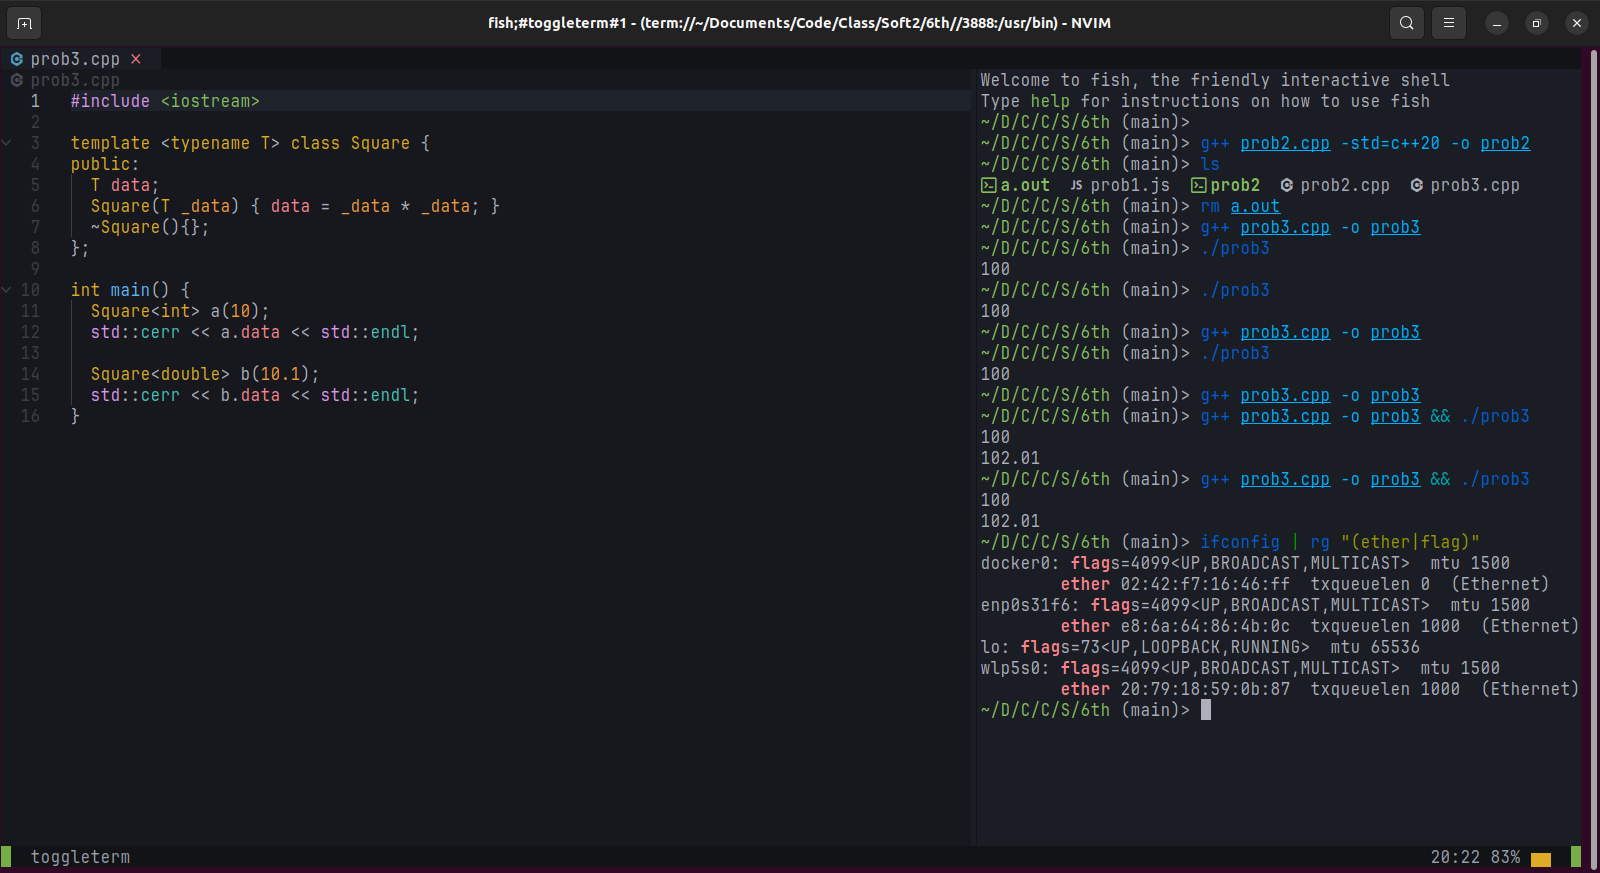 fish;#toggleterm#1 - (term://~/Documents/Code/Class/Soft2/6th//3888:/usr/bin) - NVIM
prob3.cpp ×
prob3.cpp
1 #include <iostream>
2
3 template <typename T> class Square {
4 public:
5 T data;
6 Square(T _data) { data = _data * _data; }
7 ~Square(){};
8 };
9
10 int main() {
11 Square<int> a(10);
12 std::cerr << a.data << std::endl;
13
14 Square<double> b(10.1);
15 std::cerr << b.data << std::endl;
16 }
Welcome to fish, the friendly interactive shell
Type help for instructions on how to use fish
~/D/C/C/S/6th (main)>
~/D/C/C/S/6th (main)> g++ prob2.cpp -std=c++20 -o prob2
~/D/C/C/S/6th (main)> ls
a.out JS prob1.js prob2 prob2.cpp prob3.cpp
~/D/C/C/S/6th (main)> rm a.out
~/D/C/C/S/6th (main)> g++ prob3.cpp -o prob3
~/D/C/C/S/6th (main)> ./prob3
100
~/D/C/C/S/6th (main)> ./prob3
100
~/D/C/C/S/6th (main)> g++ prob3.cpp -o prob3
~/D/C/C/S/6th (main)> ./prob3
100
~/D/C/C/S/6th (main)> g++ prob3.cpp -o prob3
~/D/C/C/S/6th (main)> g++ prob3.cpp -o prob3 && ./prob3
100
102.01
~/D/C/C/S/6th (main)> g++ prob3.cpp -o prob3 && ./prob3
100
102.01
~/D/C/C/S/6th (main)> ifconfig | rg "(ether|flag)"
docker0: flags=4099<UP,BROADCAST,MULTICAST>  mtu 1500
ether 02:42:f7:16:46:ff  txqueuelen 0  (Ethernet)
enp0s31f6: flags=4099<UP,BROADCAST,MULTICAST>  mtu 1500
ether e8:6a:64:86:4b:0c  txqueuelen 1000  (Ethernet)
lo: flags=73<UP,LOOPBACK,RUNNING>  mtu 65536
wlp5s0: flags=4099<UP,BROADCAST,MULTICAST>  mtu 1500
ether 20:79:18:59:0b:87  txqueuelen 1000  (Ethernet)
~/D/C/C/S/6th (main)>
toggleterm
20:22 83%